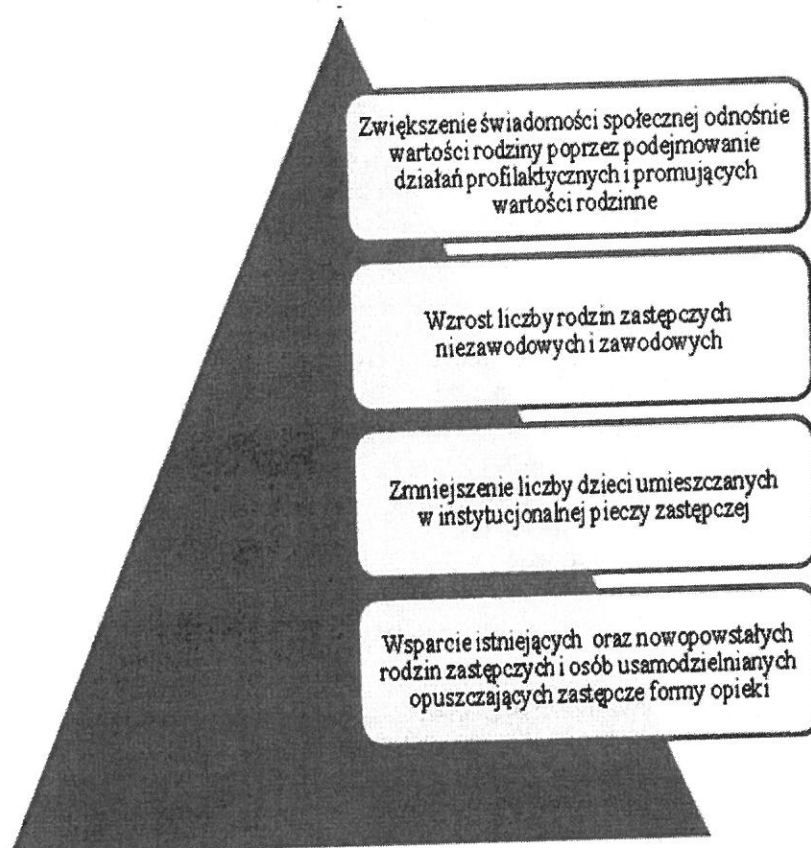 Zwiększenie świadomości społecznej odnośnie
wartości rodziny poprzez podejmowanie
działań profilaktycznych i promujących
wartości rodzinne
Wzrost liczby rodzin zastępczych
niezawodowych i zawodowych
Zmniejszenie liczby dzieci umieszczanych
w instytucjonalnej pieczy zastępczej
Wsparcie istniejących oraz nowopowstałych
rodzin zastępczych i osób usamodzielnianych
opuszczających zastępcze formy opieki